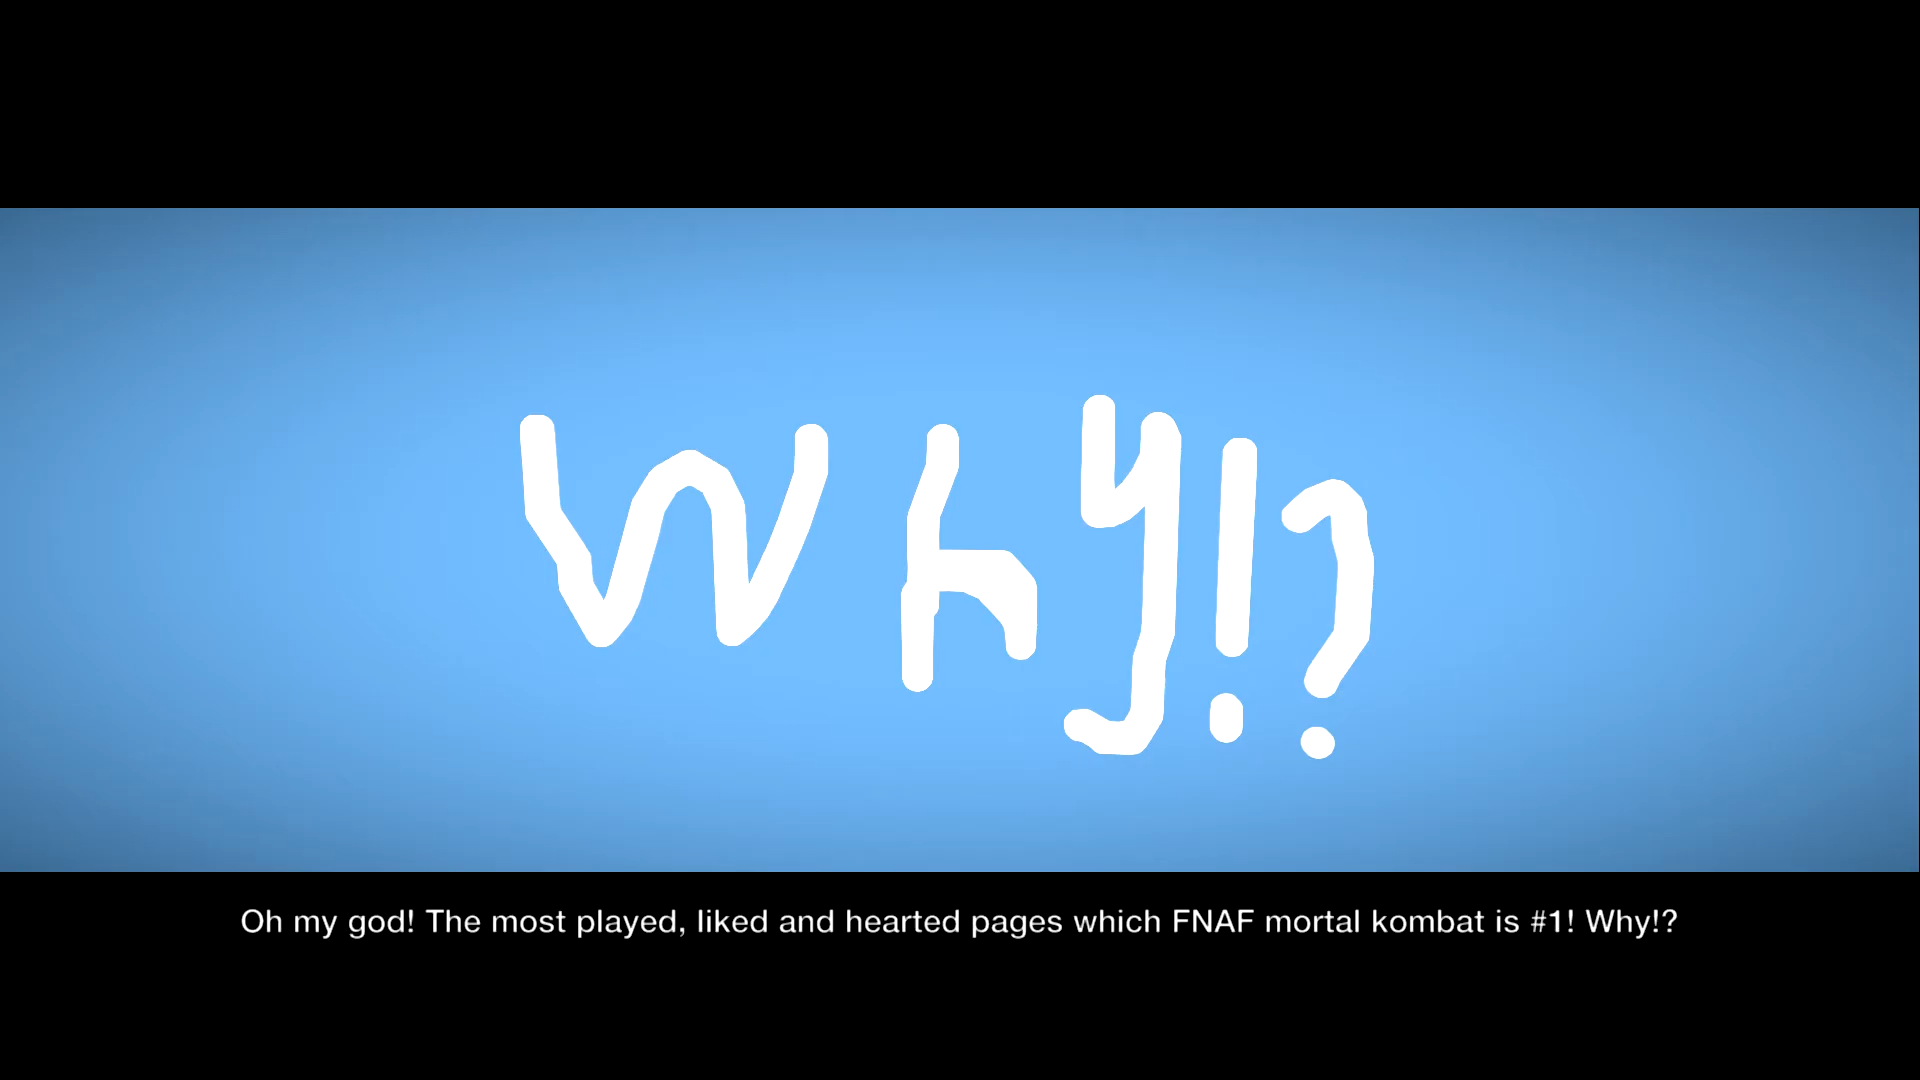 Why!?
Oh my god! The most played, liked and hearted pages which FNAF mortal kombat is #1! Why!?